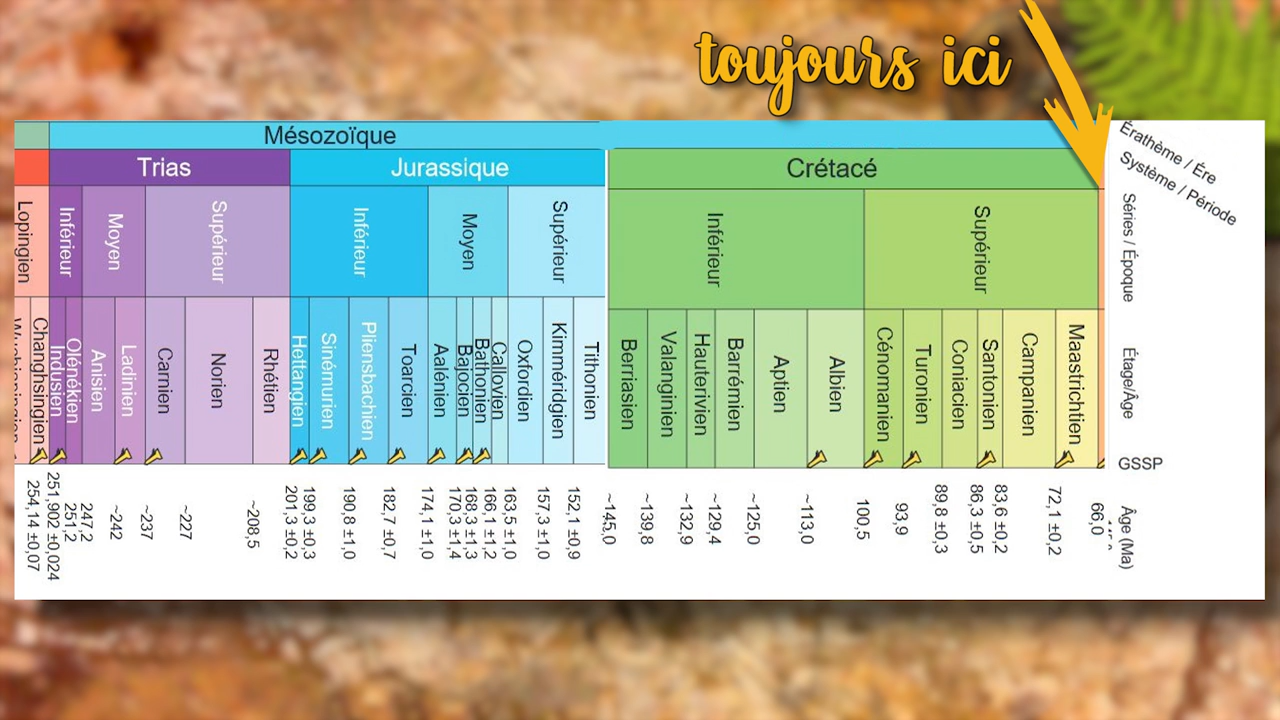 toujours ici
Mésozoïque
Érathème / Ère
Trias
Jurassique
Crétacé
Système / Période
Lopingien
Inférieur
Moyen
Supérieur
Inférieur
Moyen
Supérieur
Inférieur
Supérieur
Séries / Époque
Changhsingien
Indusien
Olénékien
Anisien
Ladinien
Carnien
Norien
Rhétien
Hettangien
Sinémurien
Pliensbachien
Toarcien
Aalénien
Bajocien
Bathonien
Callovien
Oxfordien
Kimméridgien
Tithonien
Berriasien
Valanginien
Hauterivien
Barrémien
Aptien
Albien
Cénomanien
Turonien
Coniacien
Santonien
Campanien
Maastrichtien
Étage/Âge
GSSP
254,14 ±0,07
251,902 ±0,024
251,2
247,2
~242
~237
~227
~208,5
201,3 ±0,2
199,3 ±0,3
190,8 ±1,0
182,7 ±0,7
174,1 ±1,0
170,3 ±1,4
168,3 ±1,3
166,1 ±1,2
163,5 ±1,0
157,3 ±1,0
152,1 ±0,9
~145,0
~139,8
~132,9
~129,4
~125,0
~113,0
100,5
93,9
89,8 ±0,3
86,3 ±0,5
83,6 ±0,2
72,1 ±0,2
66,0
Âge (Ma)